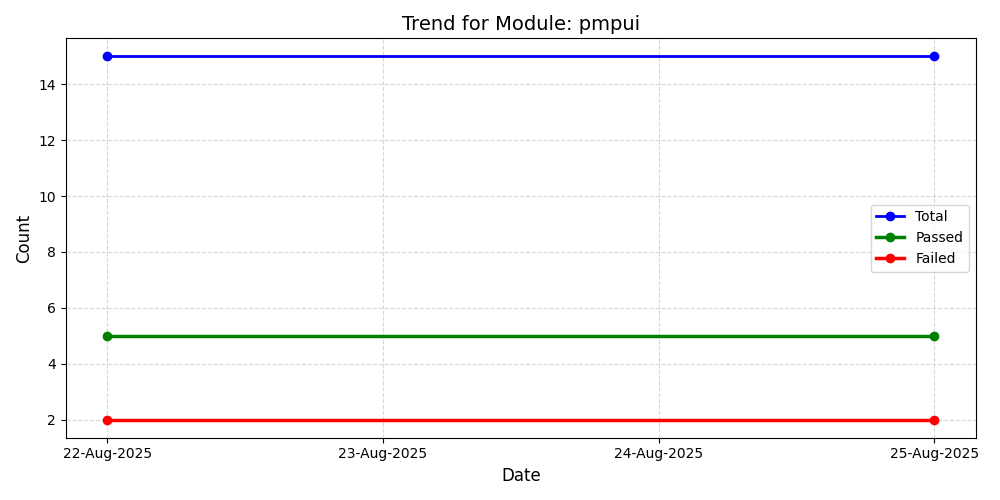 Trend for Module: pmpui
Count
14
12
10
8
6
4
2
Total
Passed
Failed
22-Aug-2025
23-Aug-2025
24-Aug-2025
25-Aug-2025
Date